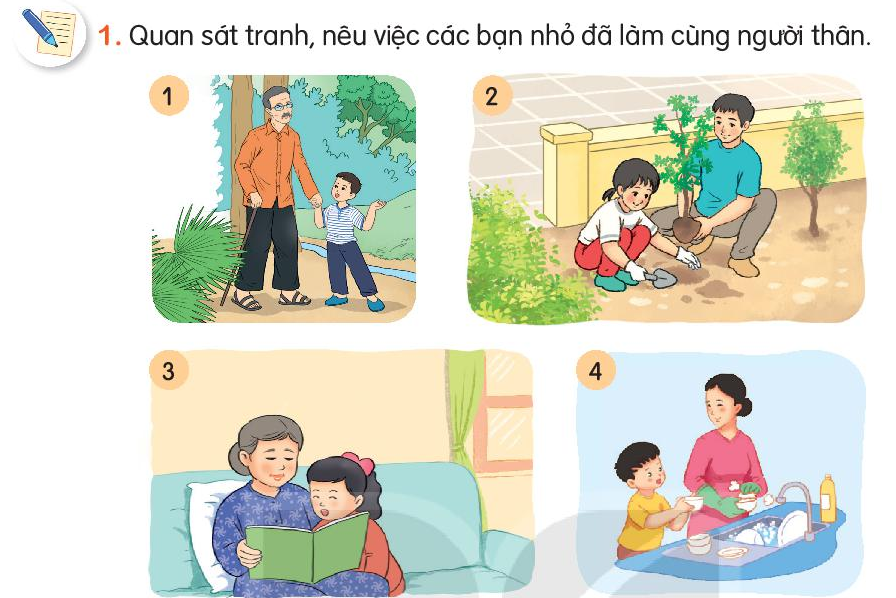 1. Quan sát tranh, nêu việc các bạn nhỏ đã làm cùng người thân.
1
2
3
4